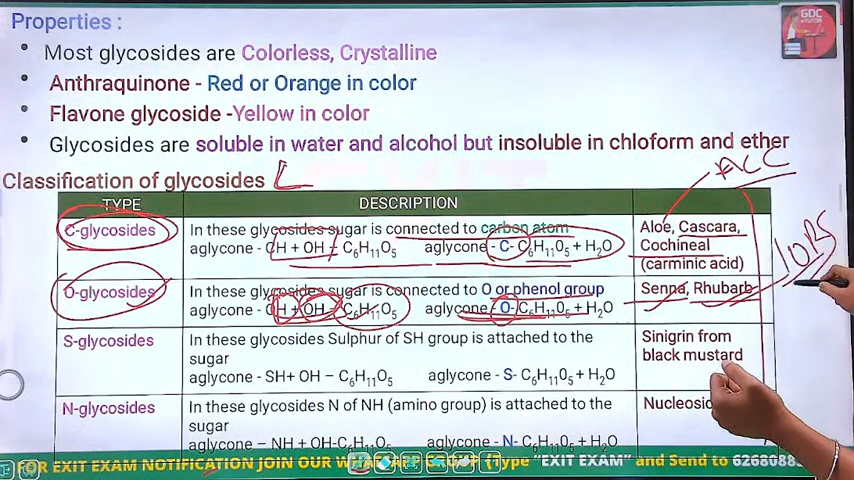 Properties :
GDC
TUTOR
• Most glycosides are Colorless, Crystalline
• Anthraquinone - Red or Orange in color
• Flavone glycoside -Yellow in color
• Glycosides are soluble in water and alcohol but insoluble in chloform and ether
ACC
Classification of glycosides
TYPE DESCRIPTION
C-glycosides In these glycosides sugar is connected to carbon atom Aloe, Cascara,
aglycone - CH + OH – C6H11O5 aglycone - C- C6H11O5 + H2O Cochineal
(carminic acid)
O-glycosides In these glycosides sugar is connected to O or phenol group Senna, Rhubarb
aglycone - OH + OH – C6H11O5 aglycone - O- C6H11O5 + H2O
S-glycosides In these glycosides Sulphur of SH group is attached to the Sinigrin from
sugar black mustard
aglycone - SH+ OH – C6H11O5 aglycone - S- C6H11O5 + H2O
N-glycosides In these glycosides N of NH (amino group) is attached to the
sugar
aglycone – NH + OH-C6H11O5 aglycone - N- C6H11O5 + H2O
FOR EXIT EXAM NOTIFICATION JOIN OUR GROUP (Type “EXIT EXAM” and Send to